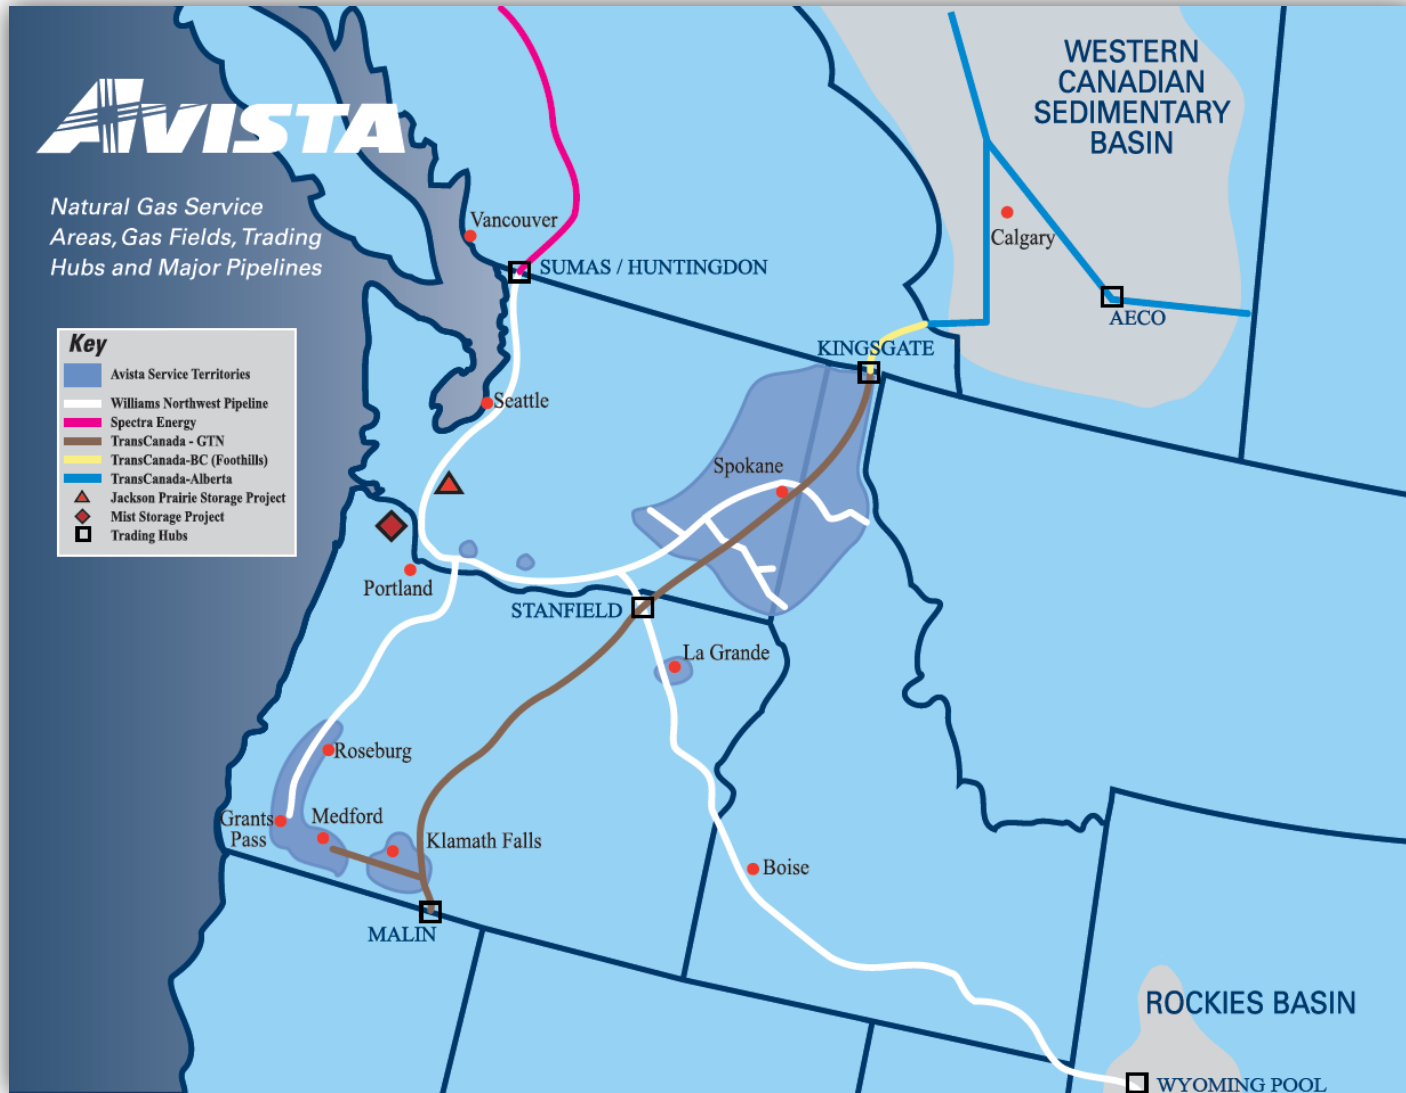 AVISTA
Natural Gas Service
Areas, Gas Fields, Trading
Hubs and Major Pipelines
Key
Avista Service Territories
Williams Northwest Pipeline
Spectra Energy
TransCanada - GTN
TransCanada-BC (Foothills)
TransCanada-Alberta
Jackson Prairie Storage Project
Mist Storage Project
Trading Hubs
WESTERN
CANADIAN
SEDIMENTARY
BASIN
Vancouver
Calgary
SUMAS / HUNTINGDON
AECO
KINGSGATE
Seattle
Spokane
Portland
STANFIELD
La Grande
Roseburg
Grants
Pass
Medford
Klamath Falls
Boise
MALIN
ROCKIES BASIN
WYOMING POOL